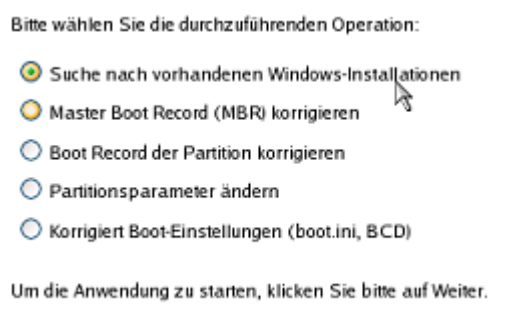 Bitte wählen Sie die durchzuführenden Operation:
Suche nach vorhandenen Windows-Installationen
Master Boot Record (MBR) korrigieren
Boot Record der Partition korrigieren
Partitionsparameter ändern
Korrigiert Boot-Einstellungen (boot.ini, BCD)
Um die Anwendung zu starten, klicken Sie bitte auf Weiter.